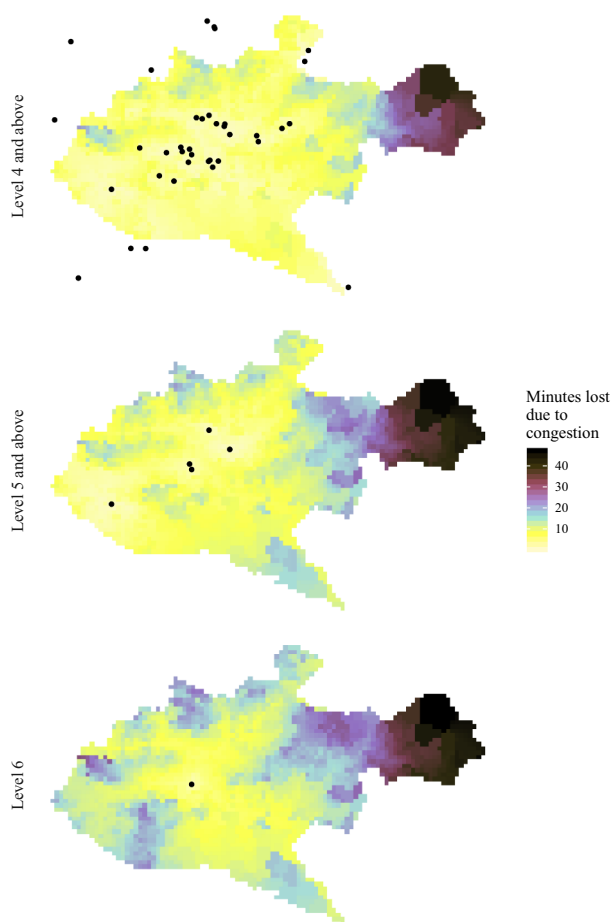 Level 4 and above
Level 5 and above
Minutes lost
due to
congestion
40
30
20
10
Level 6